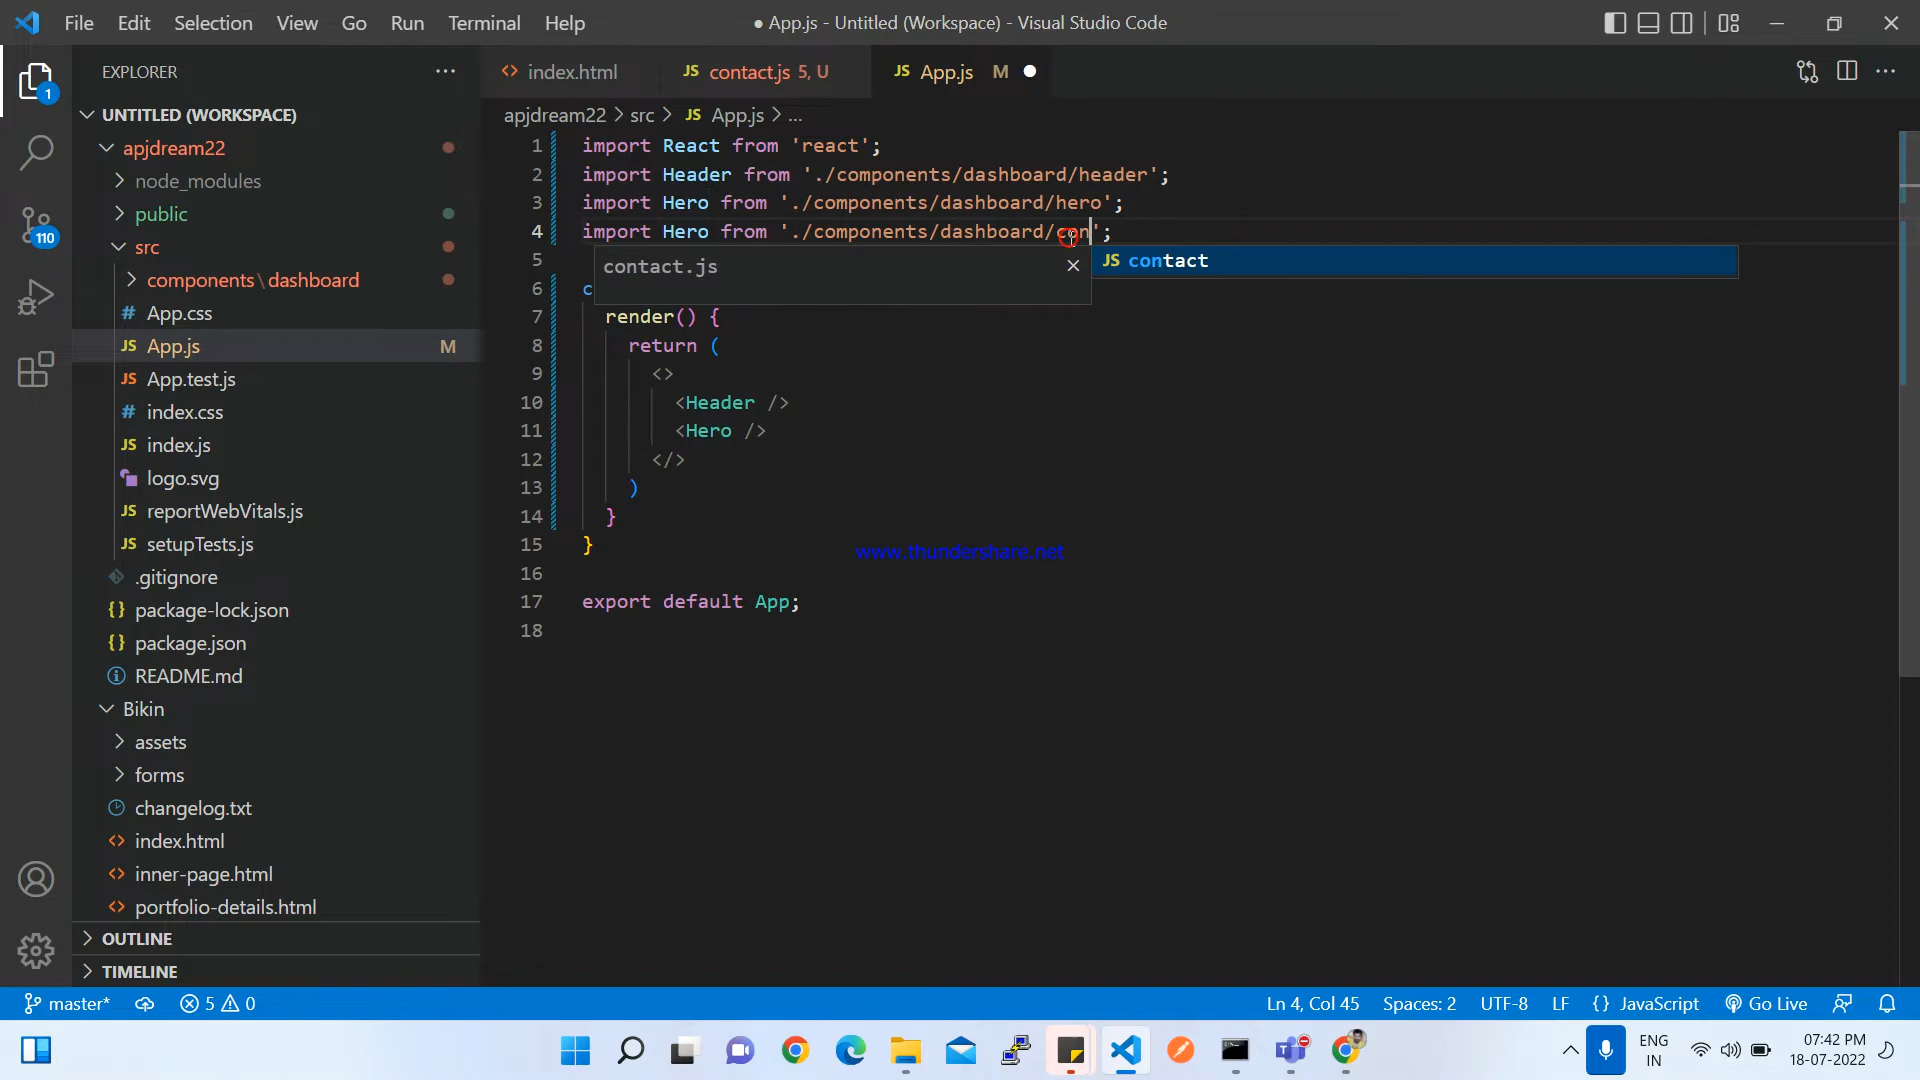 File Edit Selection View Go Run Terminal Help
● App.js - Untitled (Workspace) - Visual Studio Code
EXPLORER
UNTITLED (WORKSPACE)
apjdream22
node_modules
public
src
components\dashboard
App.css
App.js M
App.test.js
index.css
index.js
logo.svg
reportWebVitals.js
setupTests.js
.gitignore
package-lock.json
package.json
README.md
Bikin
assets
forms
changelog.txt
index.html
inner-page.html
portfolio-details.html
OUTLINE
TIMELINE
1
110
index.html
JS contact.js 5, U
JS App.js M
apjdream22 > src > JS App.js > ...
1 import React from 'react';
2 import Header from './components/dashboard/header';
3 import Hero from './components/dashboard/hero';
4 import Hero from './components/dashboard/con';
contact.js
JS contact
5
6 c
7 render() {
8 return (
9 <>
10 <Header />
11 <Hero />
12 </>
13 )
14 }
15 }
16
17 export default App;
18
www.thundershare.net
master* 5 0
Ln 4, Col 45 Spaces: 2 UTF-8 LF {} JavaScript Go Live
ENG
IN
07:42 PM
18-07-2022